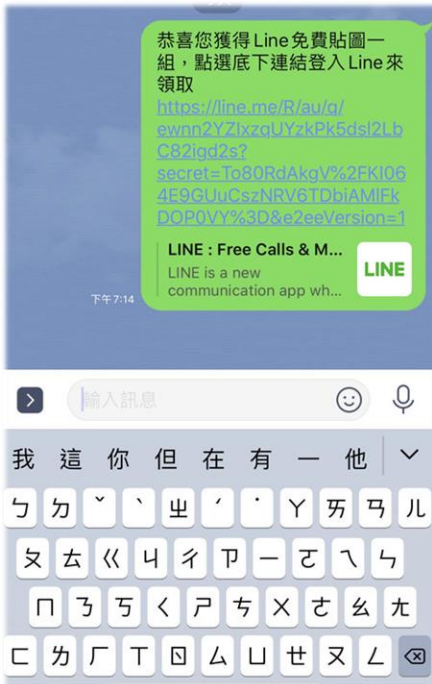 恭喜您獲得Line免費貼圖一
組，點選底下連結登入Line來
領取
https://line.me/R/au/q/
ewnn2YZIxzqUYzkPk5dsl2Lb
C82igd2s?
secret=To80RdAkgV%2FKI06
4E9GUuCszNRV6TDbiAMlFk
DOP0VY%3D&e2eeVersion=1
LINE : Free Calls & M...
LINE is a new
communication app wh...
LINE
下午7:14
輸入訊息
我 這 你 但 在 有 一 他
ㄅ ㄉ ˇ ˋ ㄓ ˊ ˙ ㄚ ㄞ ㄢ ㄦ
ㄆ ㄊ ㄍ ㄐ ㄔ ㄗ ㄧ ㄛ ㄟ ㄣ
ㄇ ㄋ ㄎ ㄑ ㄕ ㄘ ㄨ ㄜ ㄠ ㄤ
ㄈ ㄌ ㄏ ㄒ ㄖ ㄙ ㄩ ㄝ ㄡ ㄥ